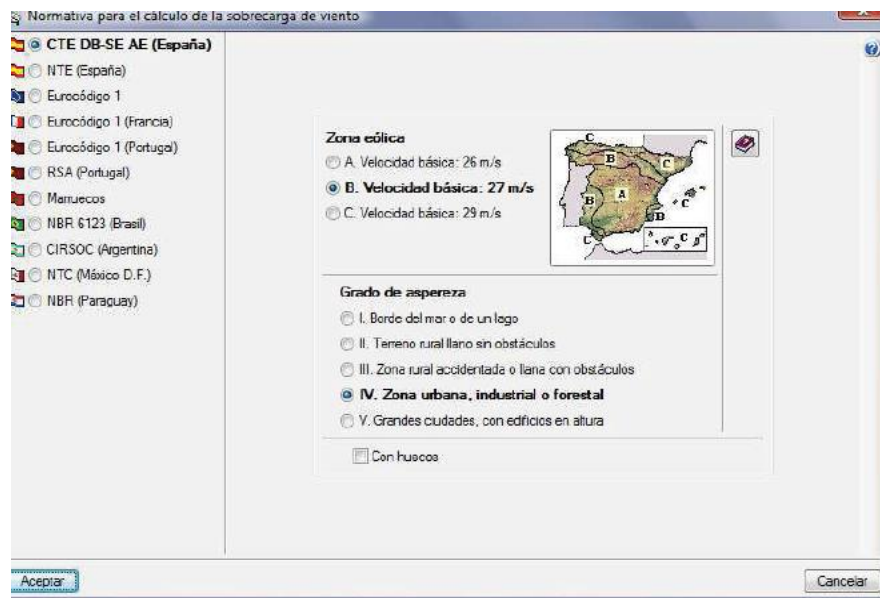 Normativa para el cálculo de la sobrecarga de viento
CTE DB-SE AE (España)
NTE (España)
Eurocódigo 1
Eurocódigo 1 (Francia)
Eurocódigo 1 (Portugal)
RSA (Portugal)
Marruecos
NBR 6123 (Brasil)
CIRSOC (Argentina)
NTC (México D.F.)
NBR (Paraguay)
Zona eólica
A. Velocidad básica: 26 m/s
B. Velocidad básica: 27 m/s
C. Velocidad básica: 29 m/s
C
B
C
A
B
C
B
C
C
Grado de aspereza
I. Borde del mar o de un lago
II. Terreno rural llano sin obstáculos
III. Zona rural accidentada o llana con obstáculos
IV. Zona urbana, industrial o forestal
V. Grandes ciudades, con edificios en altura
Con huecos
Aceptar
Cancelar